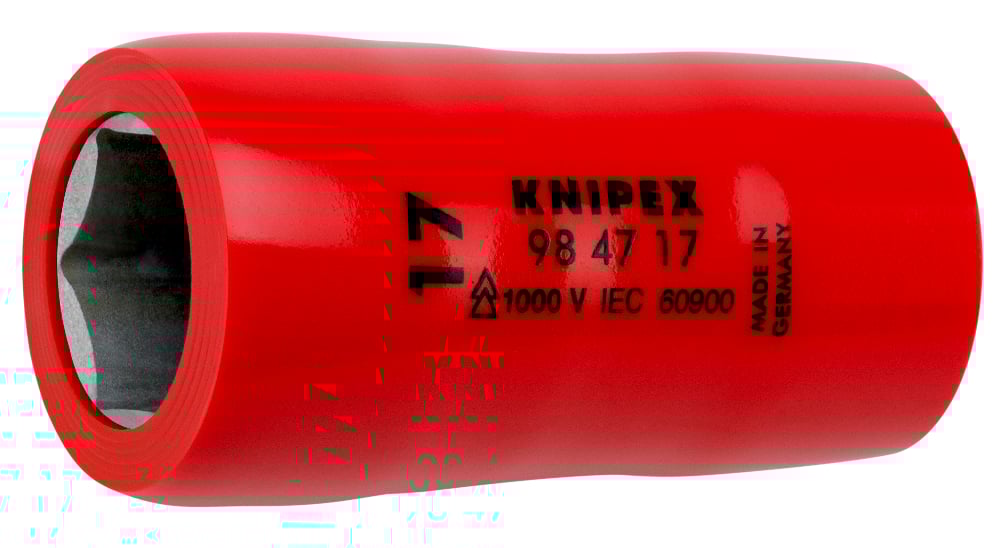 17
KNIPEX
98 47 17
1000 V IEC 60900
MADE IN
GERMANY